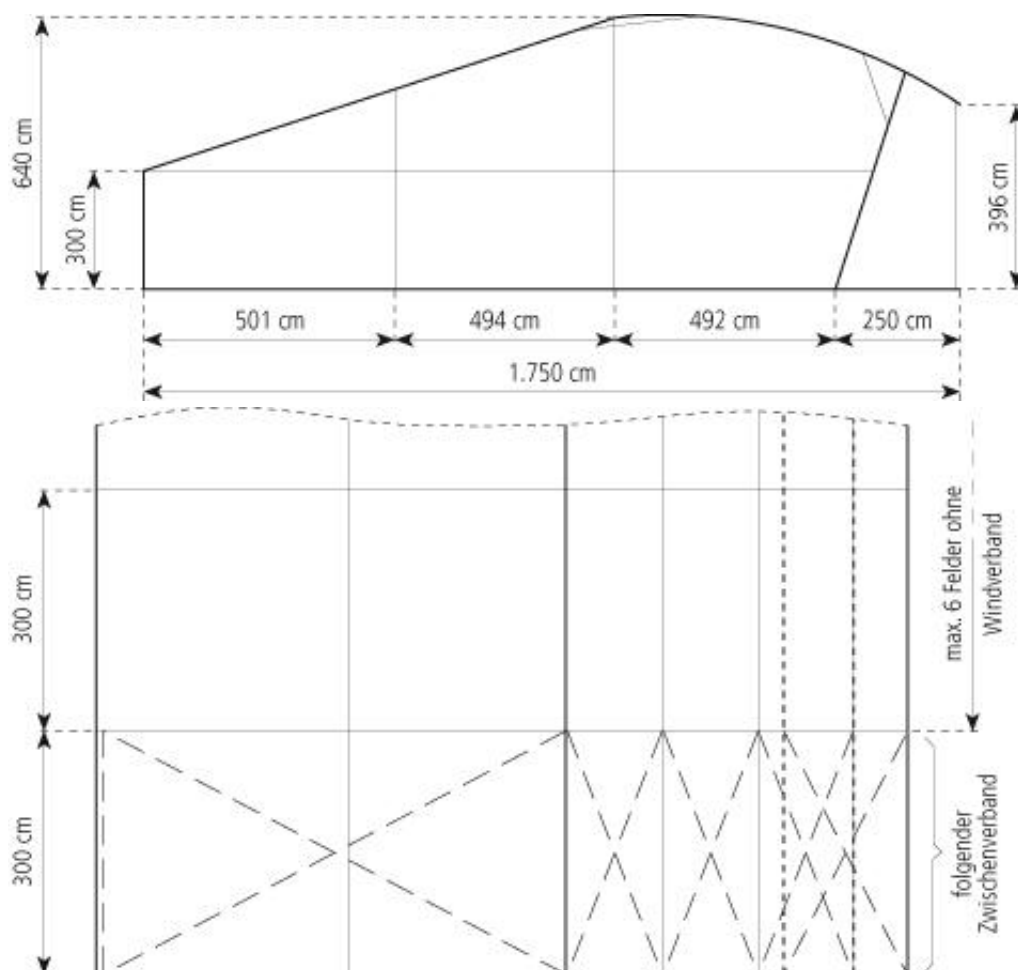 640 cm
300 cm
396 cm
501 cm
494 cm
492 cm
250 cm
1.750 cm
300 cm
300 cm
max. 6 Felder ohne
Windverband
folgender
Zwischenverband